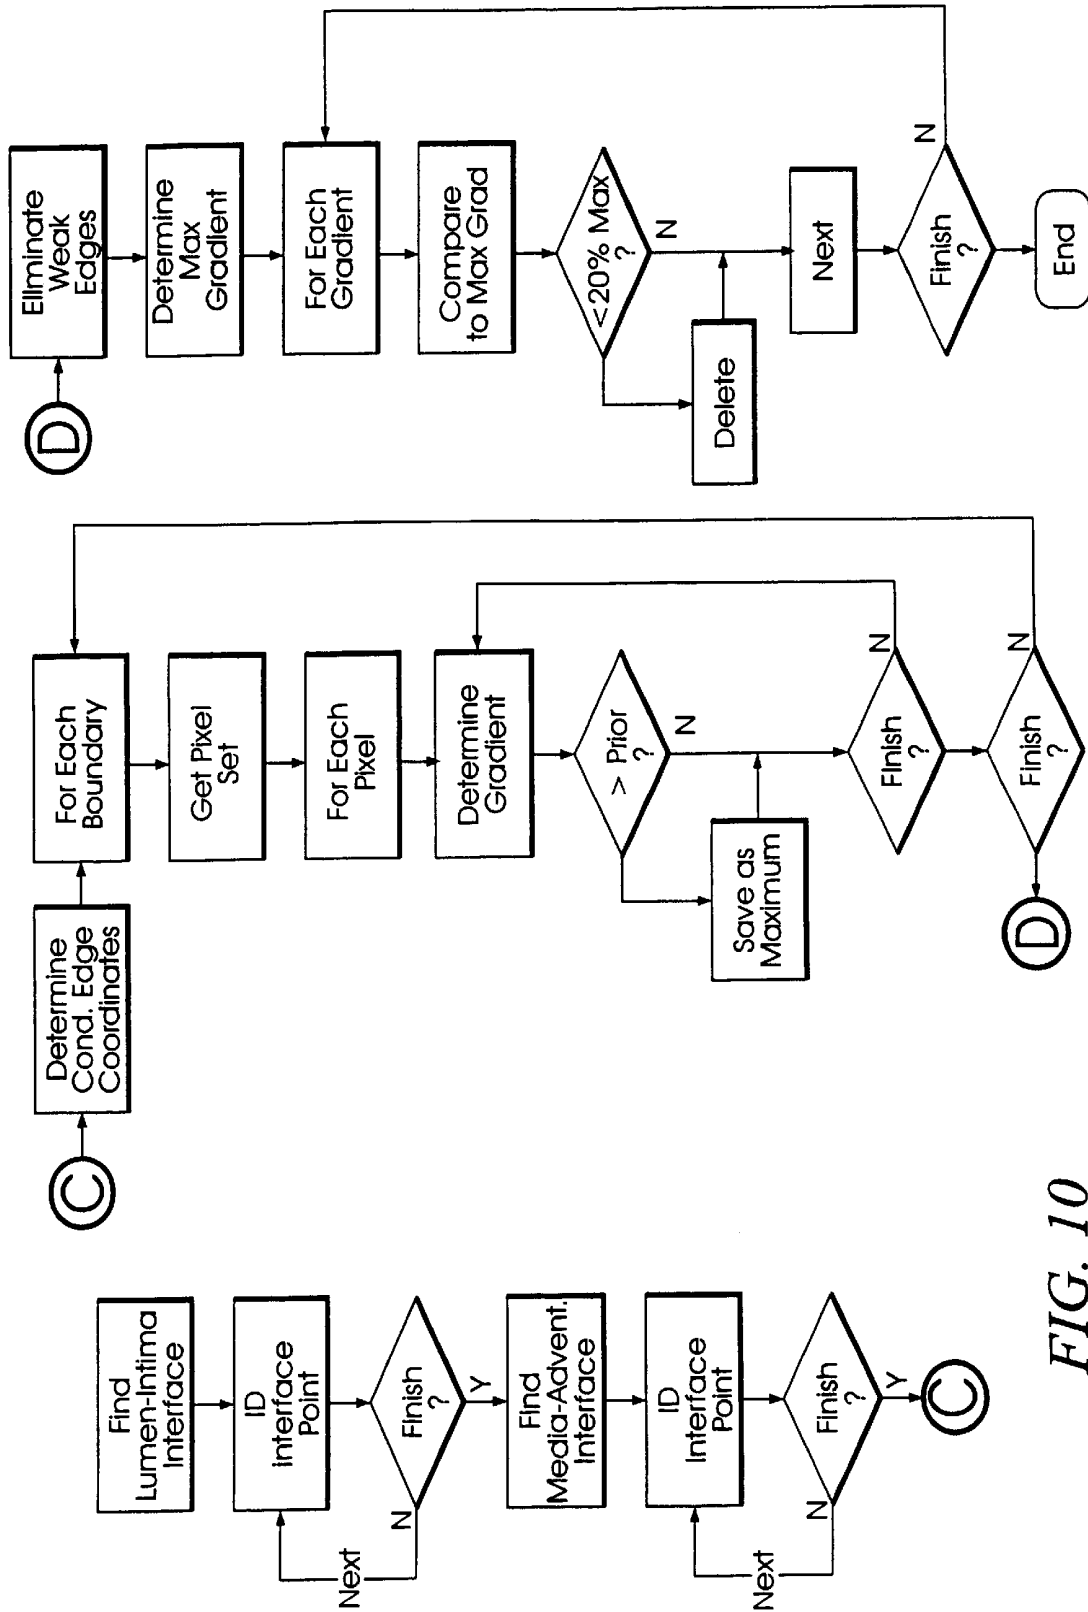 Find
Lumen-Intima
Interface
ID
Interface
Point
Finish
?
N
Next
Y
Find
Media-Advent.
Interface
ID
Interface
Point
Finish
?
N
Next
Y
C
C
Determine
Cond. Edge
Coordinates
For Each
Boundary
Get Pixel
Set
For Each
Pixel
Determine
Gradient
> Prior
?
N
Save as
Maximum
Finish
?
N
Finish
?
N
D
D
Eliminate
Weak
Edges
Determine
Max
Gradient
For Each
Gradient
Compare
to Max Grad
<20% Max
?
N
Delete
Next
Finish
?
N
End
FIG. 10